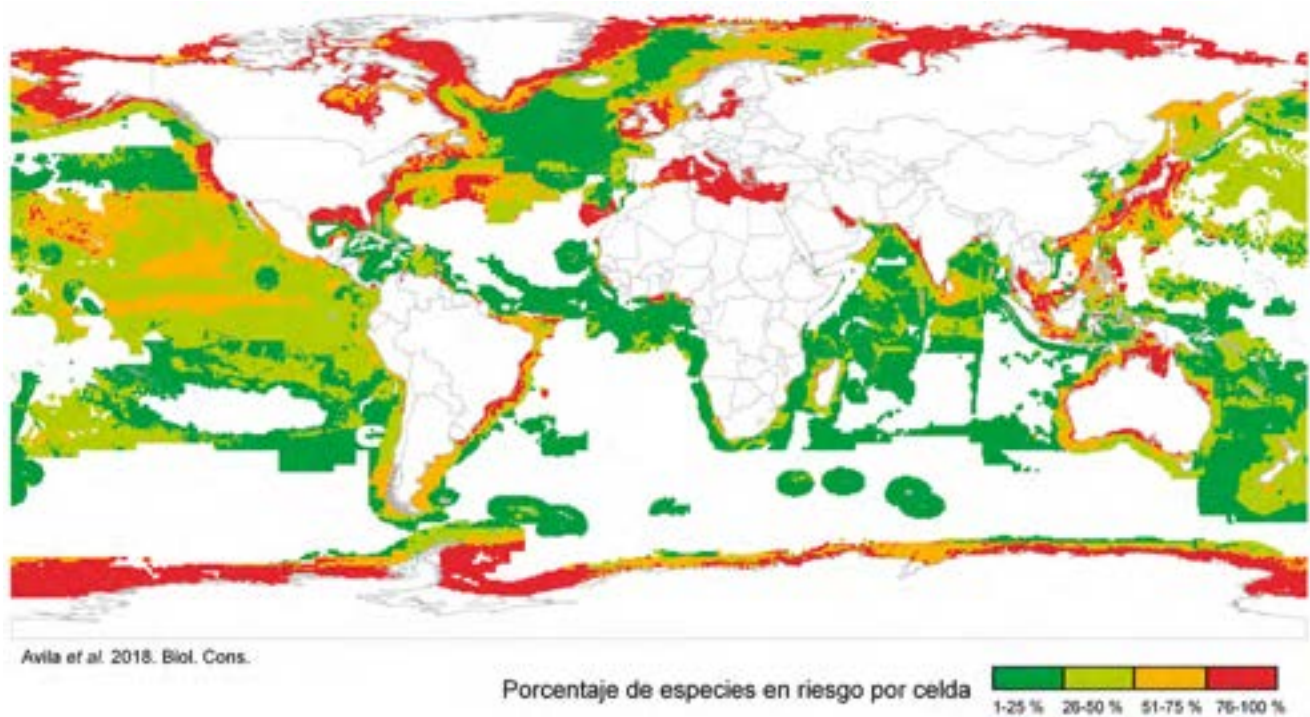 Avila et al. 2018. Biol. Cons.
Porcentaje de especies en riesgo por celda
1-25 % 26-50 % 51-75 % 76-100 %